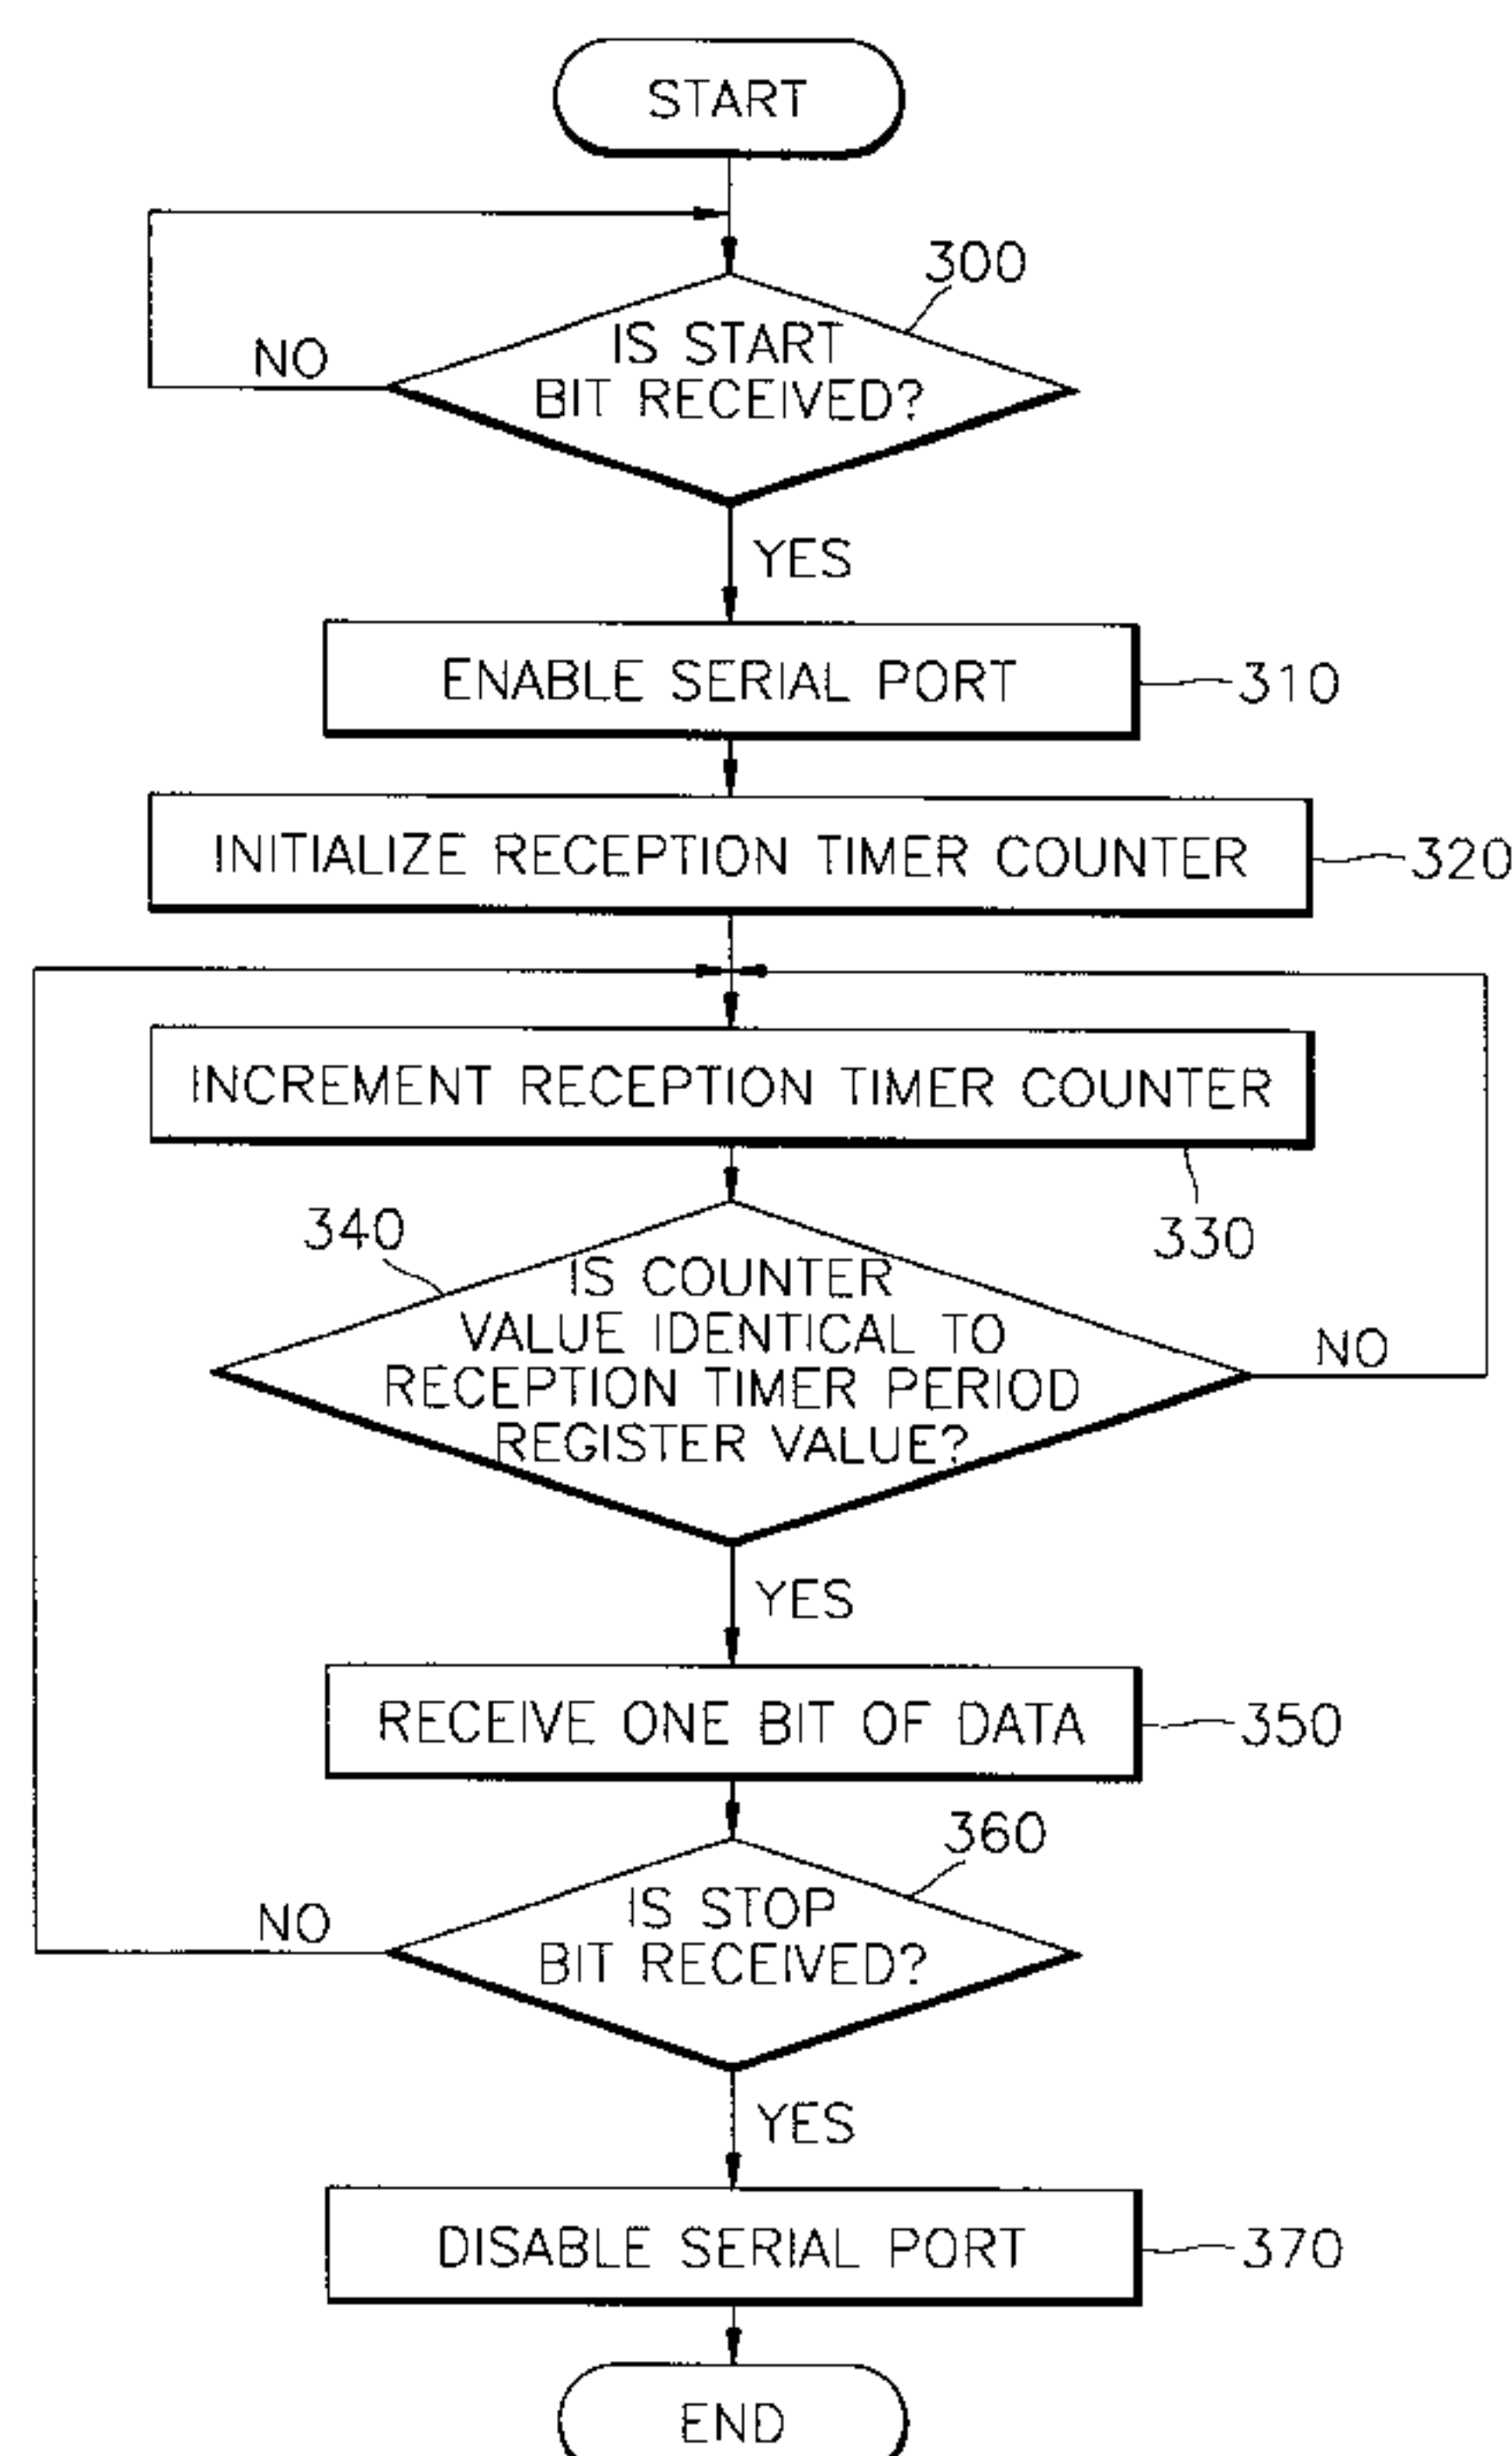 START
300
IS START
BIT RECEIVED?
NO
YES
ENABLE SERIAL PORT
310
INITIALIZE RECEPTION TIMER COUNTER
320
INCREMENT RECEPTION TIMER COUNTER
330
340
IS COUNTER
VALUE IDENTICAL TO
RECEPTION TIMER PERIOD
REGISTER VALUE?
NO
YES
RECEIVE ONE BIT OF DATA
350
360
IS STOP
BIT RECEIVED?
NO
YES
DISABLE SERIAL PORT
370
END